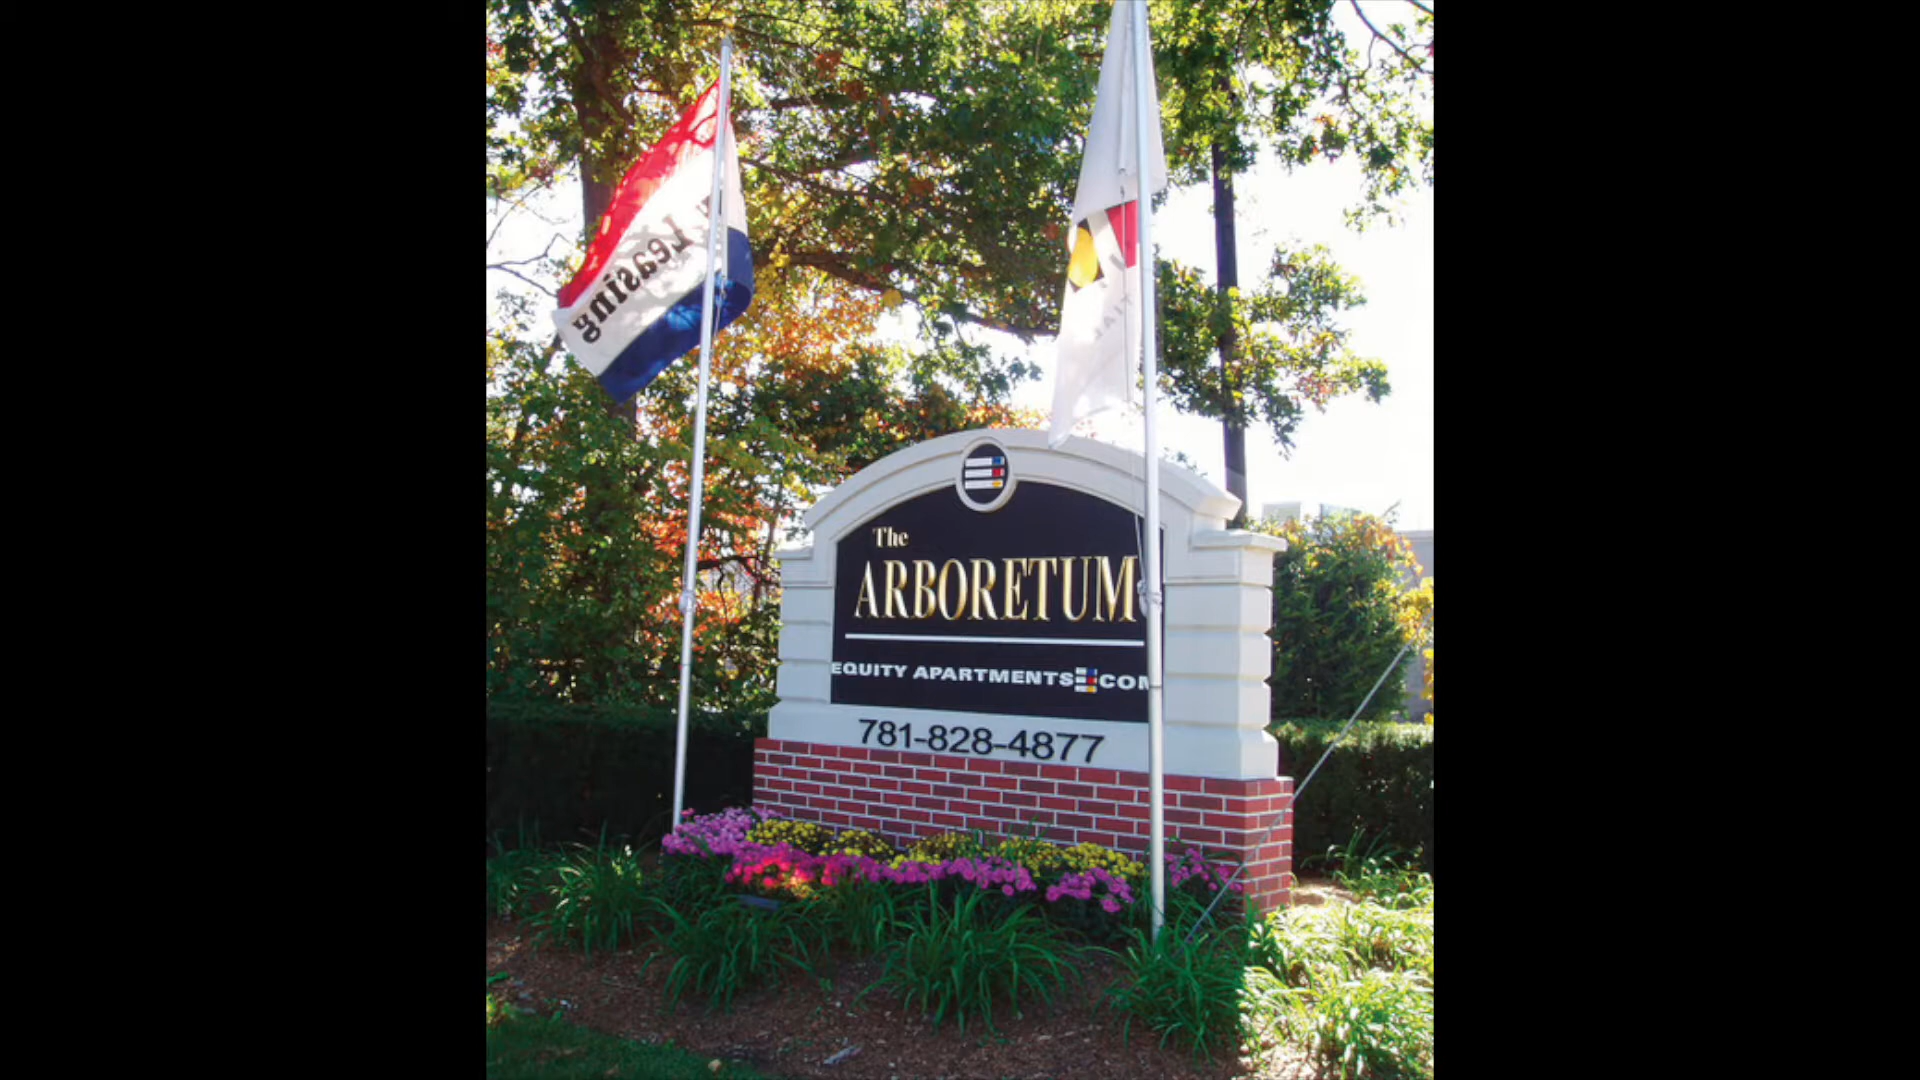 Leasing
The
ARBORETUM
EQUITY APARTMENTS COM
781-828-4877